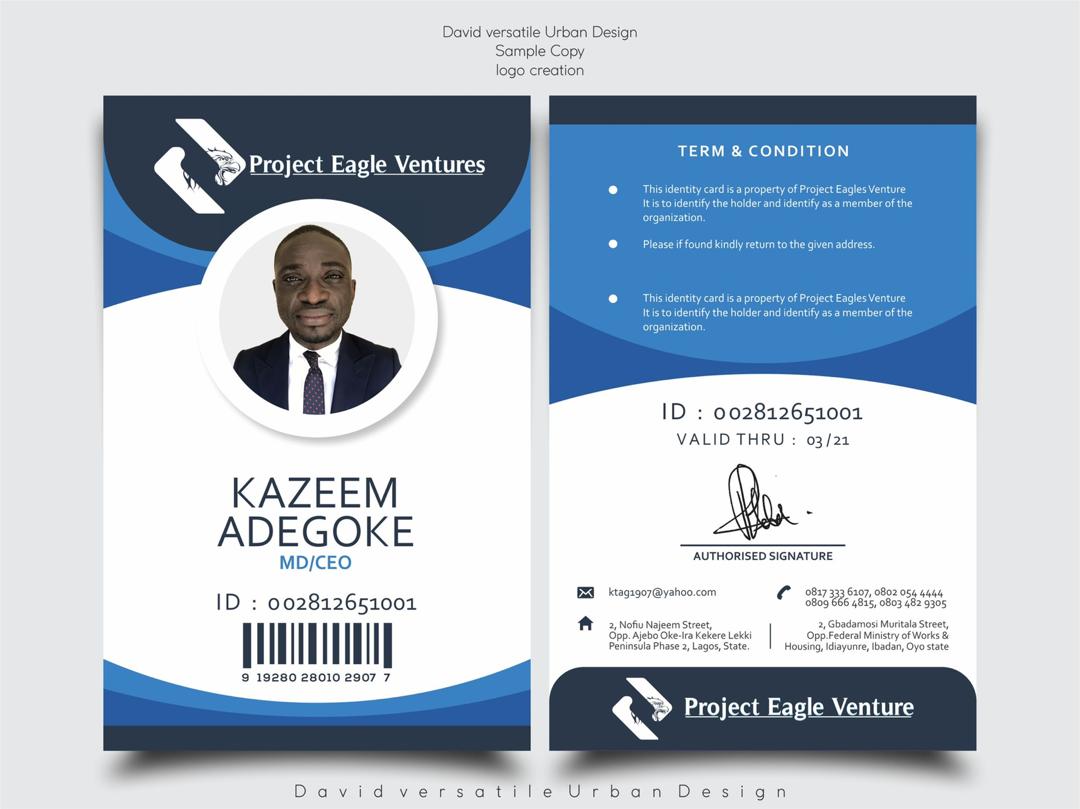 David versatile Urban Design
Sample Copy
logo creation
Project Eagle Ventures
KAZEEM
ADEGOKE
MD/CEO
ID : 002812651001
9 19280 28010 2907 7
TERM & CONDITION
This identity card is a property of Project Eagles Venture
It is to identify the holder and identify as a member of the
organization.
Please if found kindly return to the given address.
This identity card is a property of Project Eagles Venture
It is to identify the holder and identify as a member of the
organization.
ID : 002812651001
VALID THRU : 03/21
AUTHORISED SIGNATURE
ktag1907@yahoo.com
0817 333 6107, 0802 054 4444
0809 666 4815, 0803 482 9305
2, Nofiu Najeem Street,
Opp. Ajebo Oke-Ira Kekere Lekki
Peninsula Phase 2, Lagos, State.
2, Gbadamosi Muritala Street,
Opp.Federal Ministry of Works &
Housing, Idiayunre, Ibadan, Oyo state
Project Eagle Venture
David versatile Urban Design